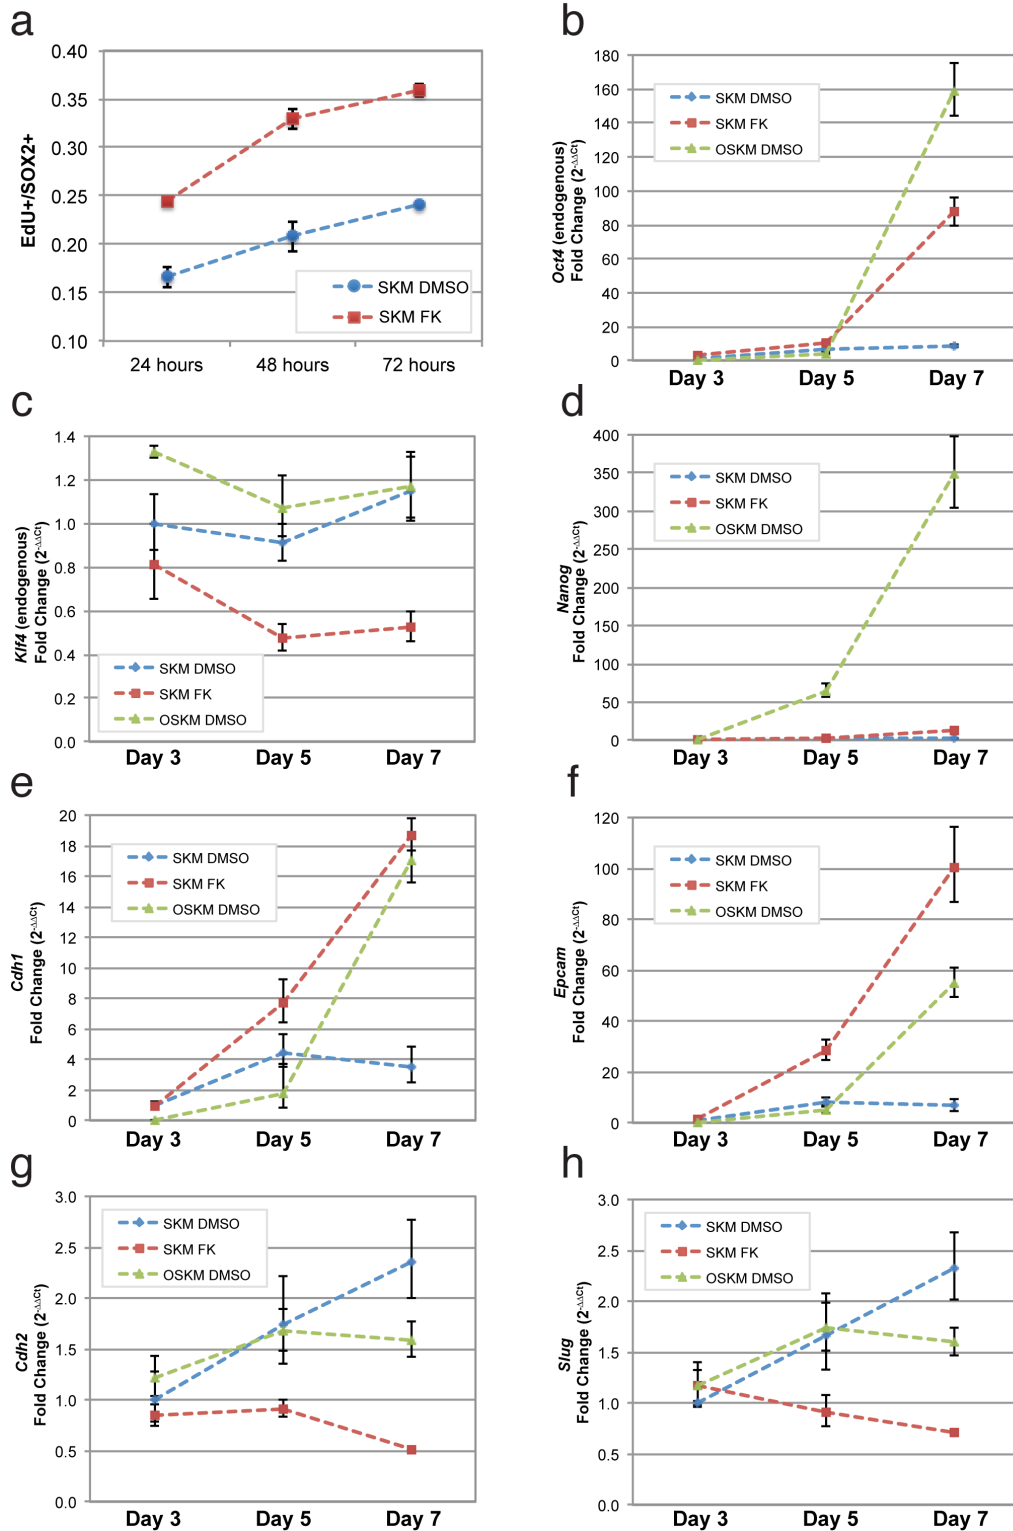 a
0.40
0.35
0.30
0.25
0.20
0.15
0.10
EdU+/SOX2+
SKM DMSO
SKM FK
24 hours 48 hours 72 hours
b
180
160
140
120
100
80
60
40
20
0
Oct4 (endogenous)
Fold Change (2-ΔΔCt)
SKM DMSO
SKM FK
OSKM DMSO
Day 3 Day 5 Day 7
c
1.4
1.2
1.0
0.8
0.6
0.4
0.2
0.0
Klf4 (endogenous)
Fold Change (2-ΔΔCt)
SKM DMSO
SKM FK
OSKM DMSO
Day 3 Day 5 Day 7
d
400
350
300
250
200
150
100
50
0
Nanog
Fold Change (2-ΔΔCt)
SKM DMSO
SKM FK
OSKM DMSO
Day 3 Day 5 Day 7
e
20
18
16
14
12
10
8
6
4
2
0
Cdh1
Fold Change (2-ΔΔCt)
SKM DMSO
SKM FK
OSKM DMSO
Day 3 Day 5 Day 7
f
120
100
80
60
40
20
0
Epcam
Fold Change (2-ΔΔCt)
SKM DMSO
SKM FK
OSKM DMSO
Day 3 Day 5 Day 7
g
3.0
2.5
2.0
1.5
1.0
0.5
0.0
Cdh2
Fold Change (2-ΔΔCt)
SKM DMSO
SKM FK
OSKM DMSO
Day 3 Day 5 Day 7
h
3.0
2.5
2.0
1.5
1.0
0.5
0.0
Slug
Fold Change (2-ΔΔCt)
SKM DMSO
SKM FK
OSKM DMSO
Day 3 Day 5 Day 7